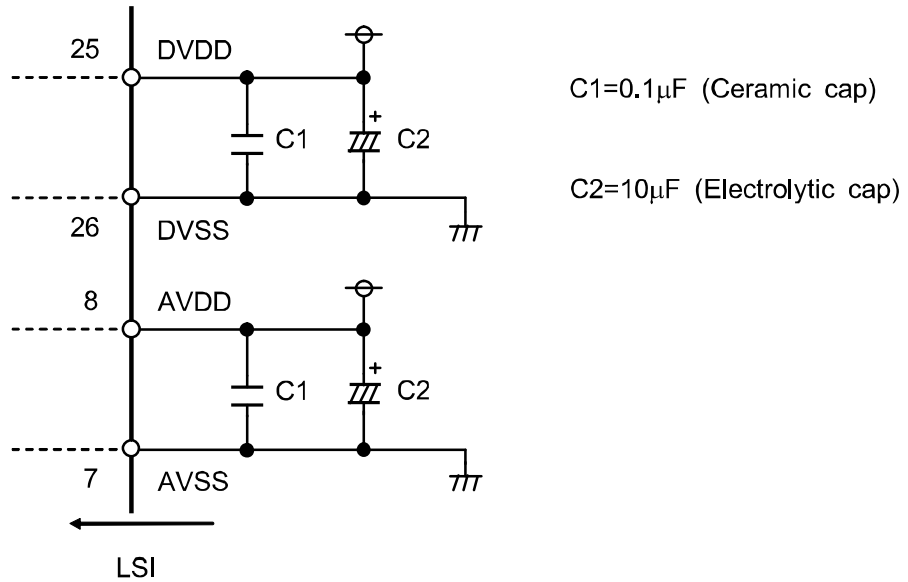 25 DVDD
C1=0.1μF (Ceramic cap)
+
C1 C2
C2=10μF (Electrolytic cap)
26 DVSS
8 AVDD
+
C1 C2
7 AVSS
LSI